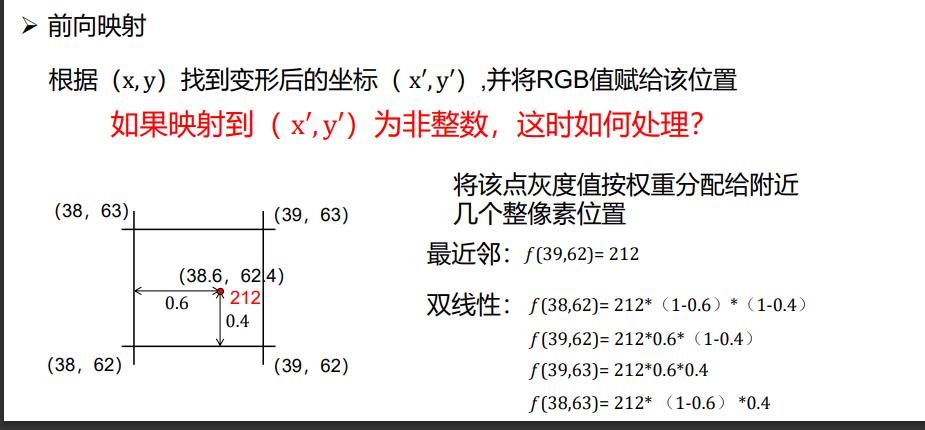 ➢ 前向映射
根据（x,y）找到变形后的坐标（ x′,y′）,并将RGB值赋给该位置
如果映射到（ x′,y′）为非整数，这时如何处理？
将该点灰度值按权重分配给附近
几个整像素位置
(38，63)
(39，63)
(38.6，62.4)
212
0.6
0.4
(38，62)
(39，62)
最近邻：f(39,62)= 212
双线性：f(38,62)= 212*（1-0.6）*（1-0.4）
f(39,62)= 212*0.6*（1-0.4）
f(39,63)= 212*0.6*0.4
f(38,63)= 212* （1-0.6） *0.4